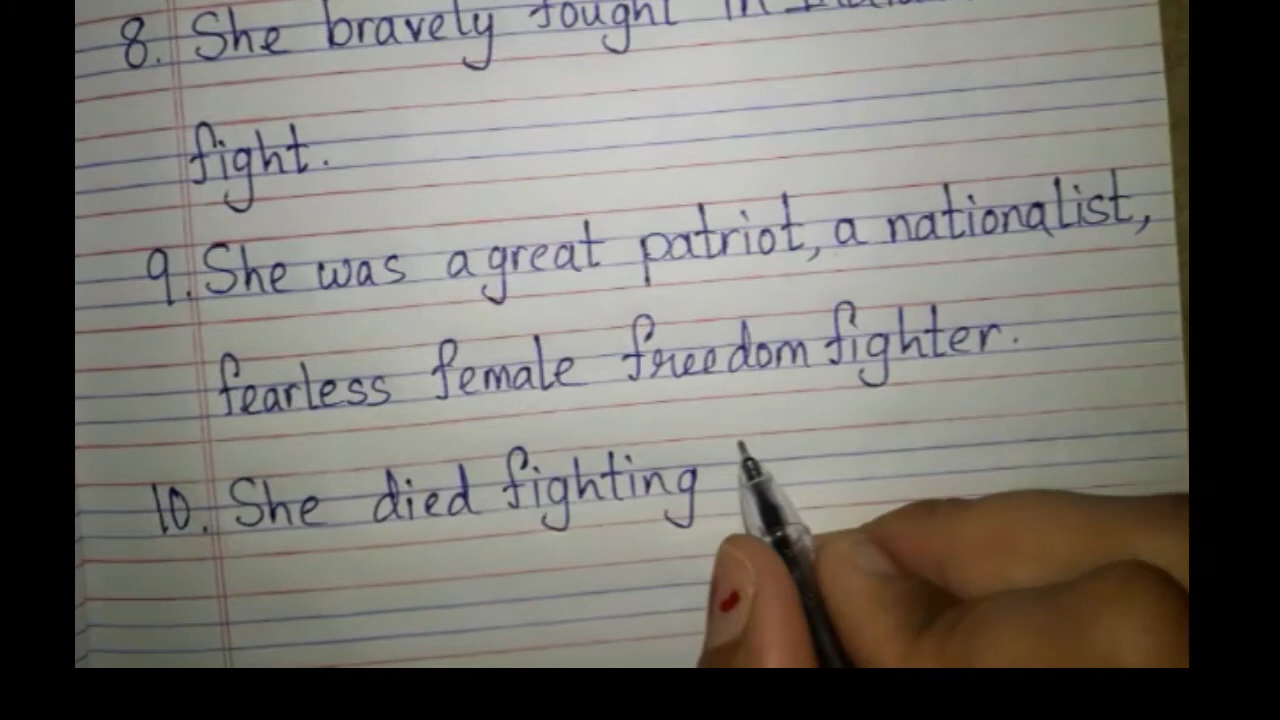 8. She bravely fought in
fight.
9. She was a great patriot, a nationalist,
fearless female freedom fighter.
10. She died fighting